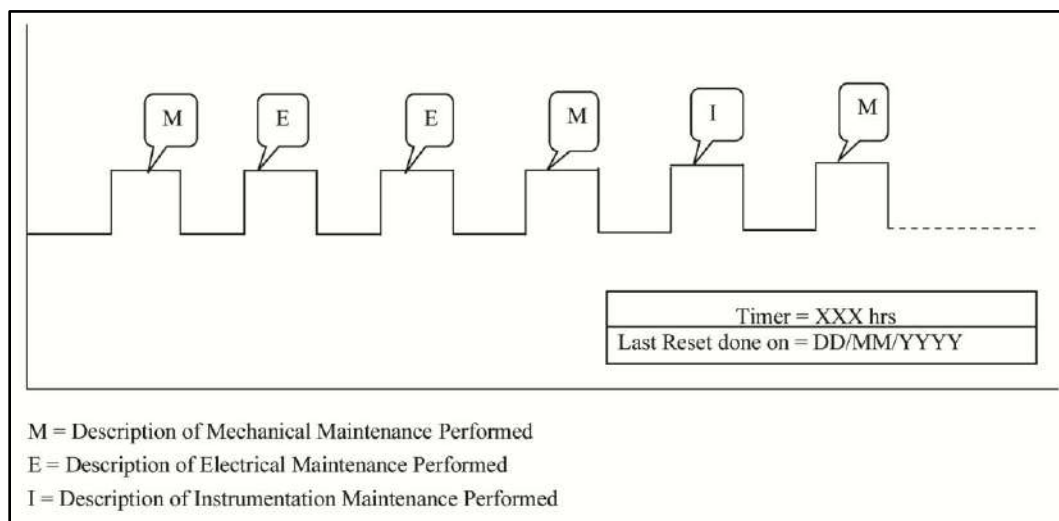 M
E
E
M
I
M
Timer = XXX hrs
Last Reset done on = DD/MM/YYYY
M = Description of Mechanical Maintenance Performed
E = Description of Electrical Maintenance Performed
I = Description of Instrumentation Maintenance Performed